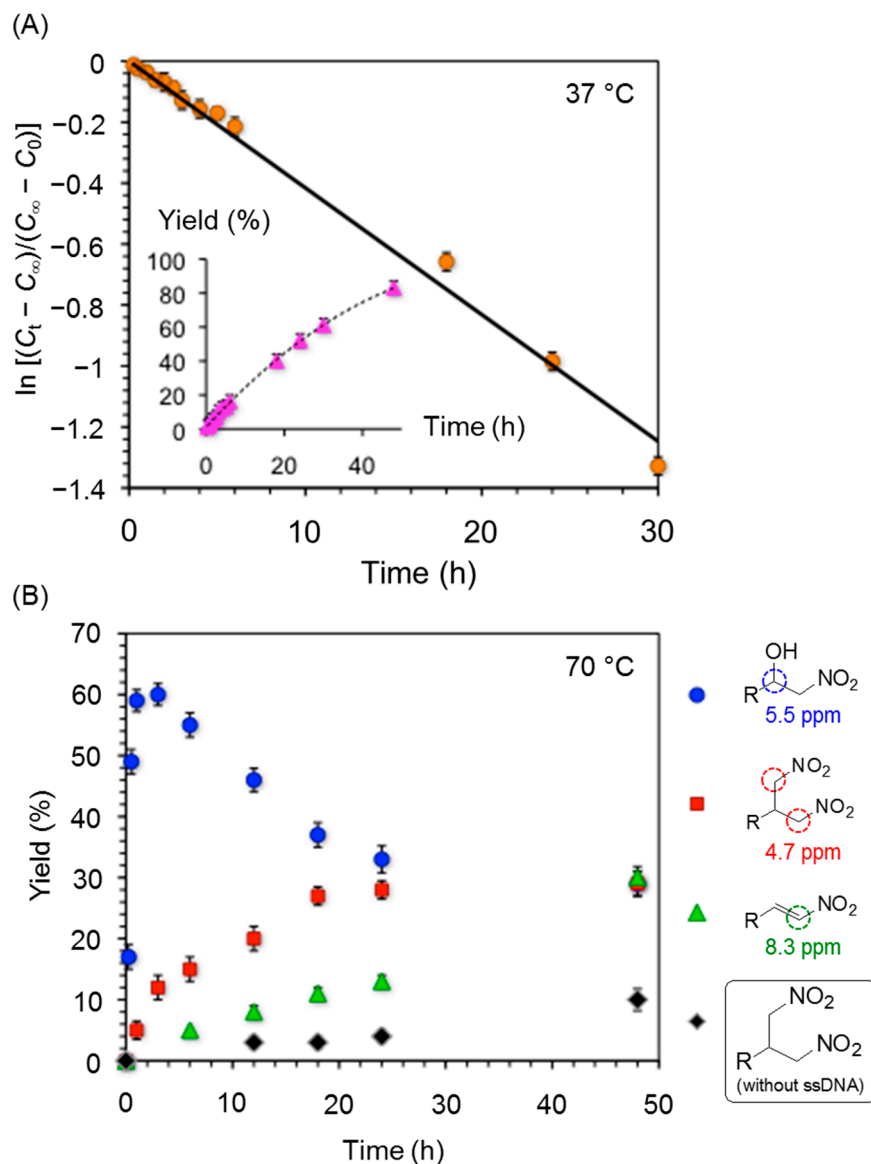 (A)
37 °C
ln [(Ct − C∞)/(C∞ − C0)]
0
−0.2
−0.4
−0.6
−0.8
−1
−1.2
−1.4
Yield (%)
100
80
60
40
20
0
0 20 40
Time (h)
0 10 20 30
Time (h)
(B)
70 °C
Yield (%)
70
60
50
40
30
20
10
0
0 10 20 30 40 50
Time (h)
OH
R NO2
5.5 ppm
NO2
NO2
R
4.7 ppm
R NO2
8.3 ppm
NO2
NO2
R
(without ssDNA)